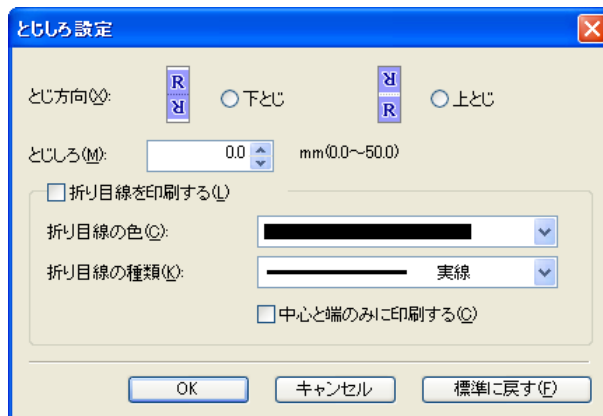 とじしろ設定
とじ方向(X): R R 下とじ R R 上とじ
とじしろ(M): 0.0 mm(0.0～50.0)
折り目線を印刷する(L)
折り目線の色(C):
折り目線の種類(K): 実線
中心と端のみに印刷する(C)
OK キャンセル 標準に戻す(F)